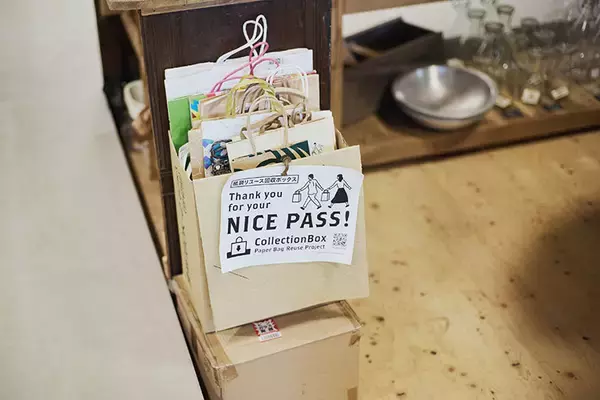 紙袋リユース回収ボックス
Thank you
for your
NICE PASS!
CollectionBox
Paper Bag Reuse Project